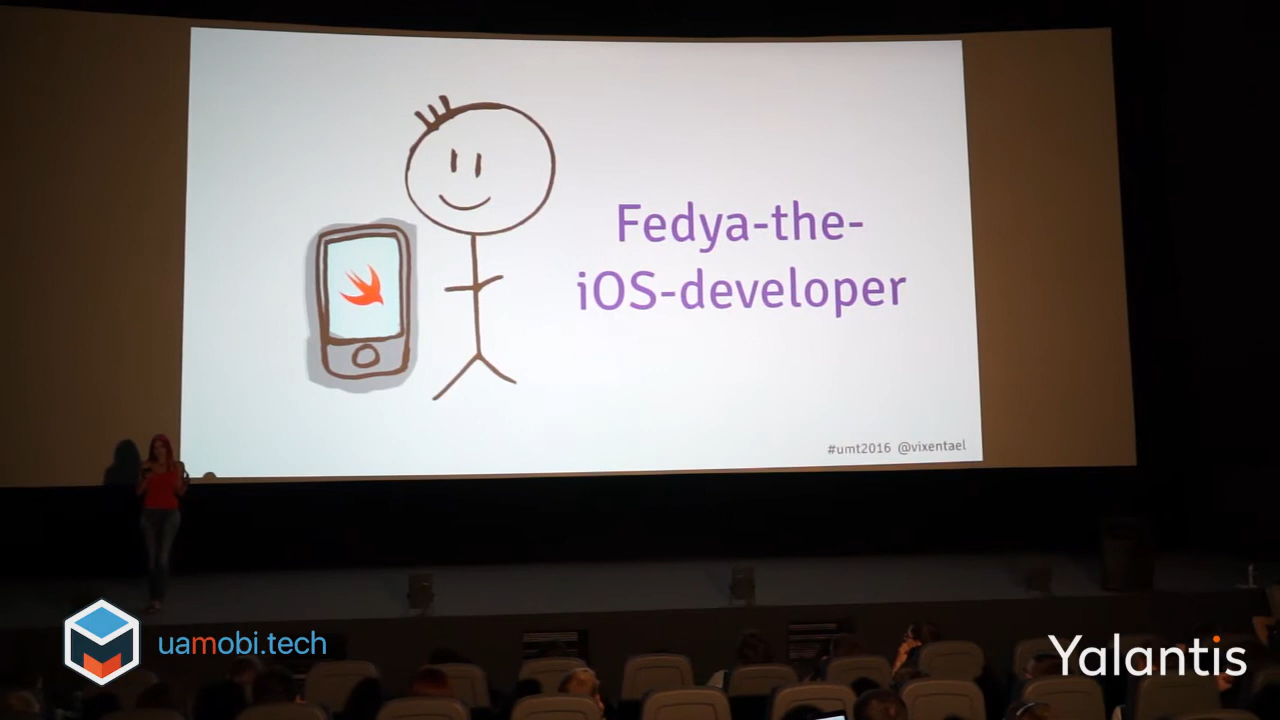 Fedya-the-
iOS-developer
#umt2016 @vixentael
uamobi.tech
Yalantis